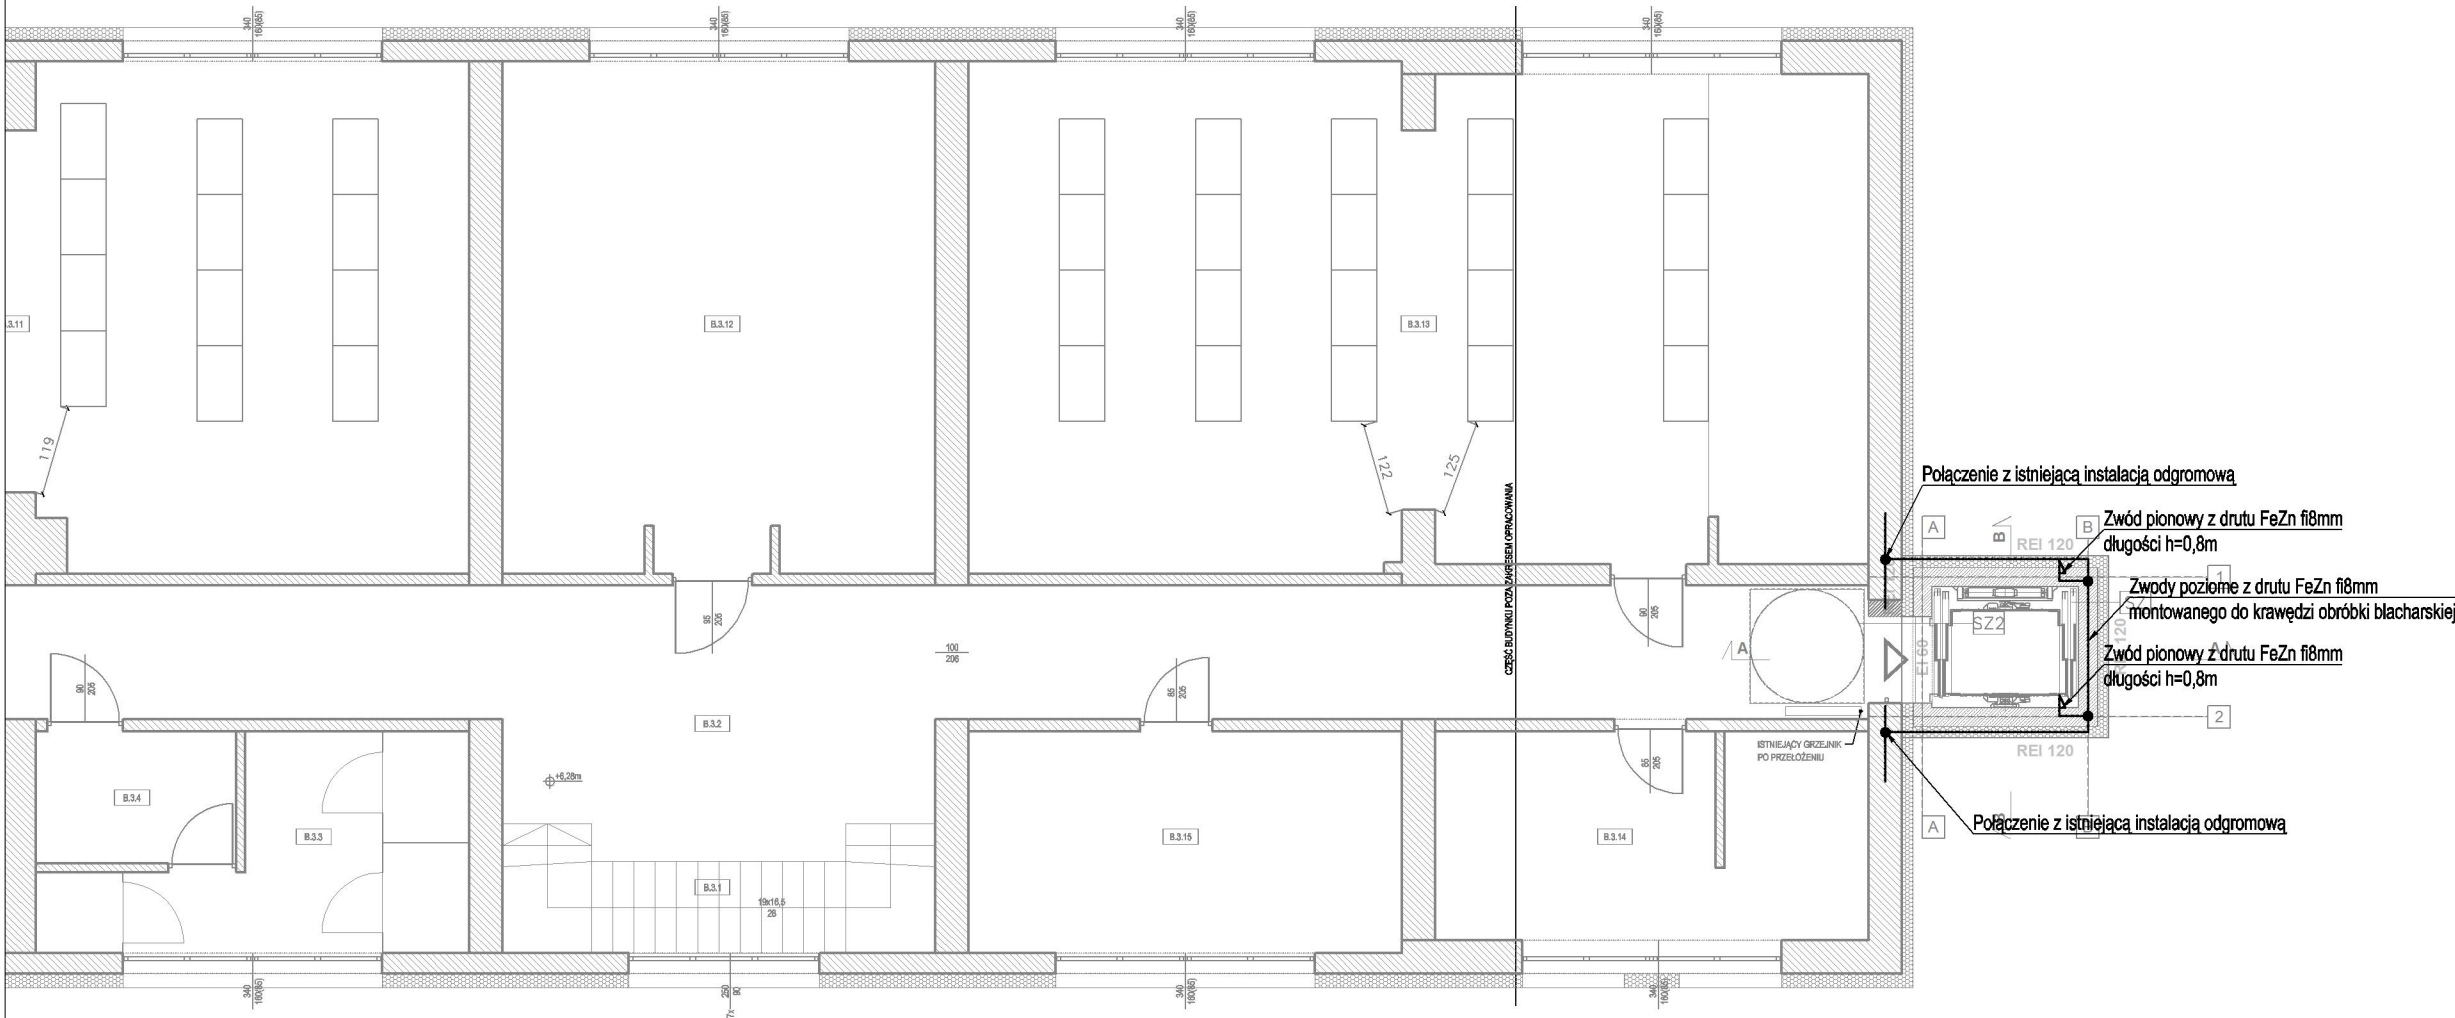 340
160(85)
340
160(85)
340
160(85)
340
160(85)
.3.11
B.3.12
B.3.13
119
122
125
CZĘŚĆ BUDYNKU POZA ZAKRESEM OPRACOWANIA
Połączenie z istniejącą instalacją odgromową
A
B
B
REI 120
Zwód pionowy z drutu FeZn fi8mm
długości h=0,8m
1
Zwody poziome z drutu FeZn fi8mm
montowanego do krawędzi obróbki blacharskiej
SZ2
EI 60
120
A
A
Zwód pionowy z drutu FeZn fi8mm
długości h=0,8m
2
REI 120
95
205
90
205
100
206
90
205
85
205
85
205
B.3.2
ISTNIEJĄCY GRZEJNIK
PO PRZEŁOŻENIU
+6,28m
B.3.4
B.3.3
B.3.15
B.3.14
B.3.1
19x16,5
28
A
Połączenie z istniejącą instalacją odgromową
340
160(85)
250
90
7x
340
160(85)
340
160(85)